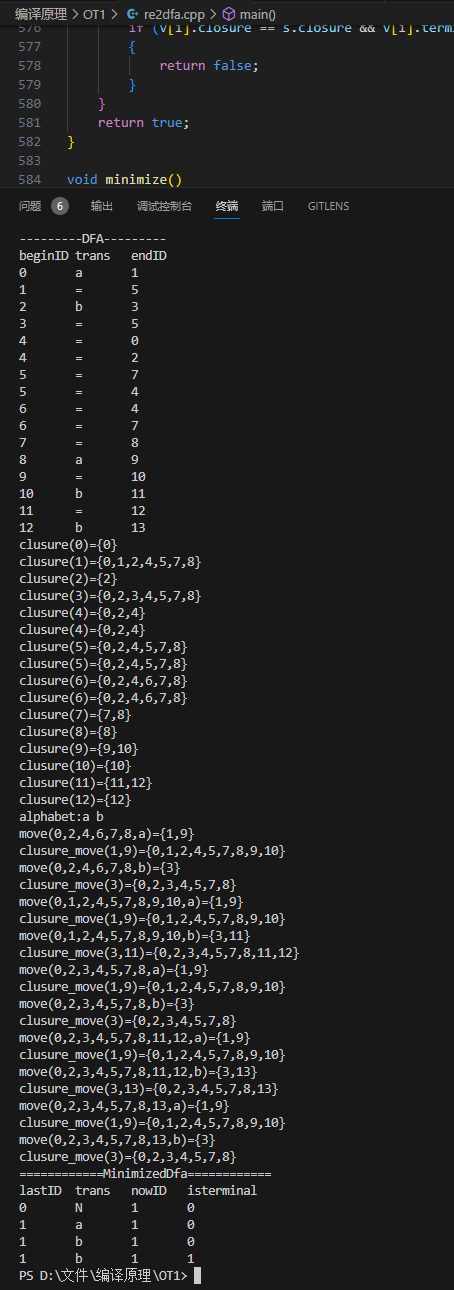 编译原理 > OT1 > re2dfa.cpp > main()
576 if (v[i].closure == s.closure && v[i].termi
577 {
578 return false;
579 }
580 }
581 return true;
582 }
583
584 void minimize()
问题 6 输出 调试控制台 终端 端口 GITLENS
---------DFA---------
beginID trans endID
0 a 1
1 = 5
2 b 3
3 = 5
4 = 0
4 = 2
5 = 7
5 = 4
6 = 4
6 = 7
7 = 8
8 a 9
9 = 10
10 b 11
11 = 12
12 b 13
clusure(0)={0}
clusure(1)={0,1,2,4,5,7,8}
clusure(2)={2}
clusure(3)={0,2,3,4,5,7,8}
clusure(4)={0,2,4}
clusure(4)={0,2,4}
clusure(5)={0,2,4,5,7,8}
clusure(5)={0,2,4,5,7,8}
clusure(6)={0,2,4,6,7,8}
clusure(6)={0,2,4,6,7,8}
clusure(7)={7,8}
clusure(8)={8}
clusure(9)={9,10}
clusure(10)={10}
clusure(11)={11,12}
clusure(12)={12}
alphabet:a b
move(0,2,4,6,7,8,a)={1,9}
clusure_move(1,9)={0,1,2,4,5,7,8,9,10}
move(0,2,4,6,7,8,b)={3}
clusure_move(3)={0,2,3,4,5,7,8}
move(0,1,2,4,5,7,8,9,10,a)={1,9}
clusure_move(1,9)={0,1,2,4,5,7,8,9,10}
move(0,1,2,4,5,7,8,9,10,b)={3,11}
clusure_move(3,11)={0,2,3,4,5,7,8,11,12}
move(0,2,3,4,5,7,8,a)={1,9}
clusure_move(1,9)={0,1,2,4,5,7,8,9,10}
move(0,2,3,4,5,7,8,b)={3}
clusure_move(3)={0,2,3,4,5,7,8}
move(0,2,3,4,5,7,8,11,12,a)={1,9}
clusure_move(1,9)={0,1,2,4,5,7,8,9,10}
move(0,2,3,4,5,7,8,11,12,b)={3,13}
clusure_move(3,13)={0,2,3,4,5,7,8,13}
move(0,2,3,4,5,7,8,13,a)={1,9}
clusure_move(1,9)={0,1,2,4,5,7,8,9,10}
move(0,2,3,4,5,7,8,13,b)={3}
clusure_move(3)={0,2,3,4,5,7,8}
============MinimizedDfa============
lastID trans nowID isterminal
0 N 1 0
1 a 1 0
1 b 1 0
1 b 1 1
PS D:\文件\编译原理\OT1>